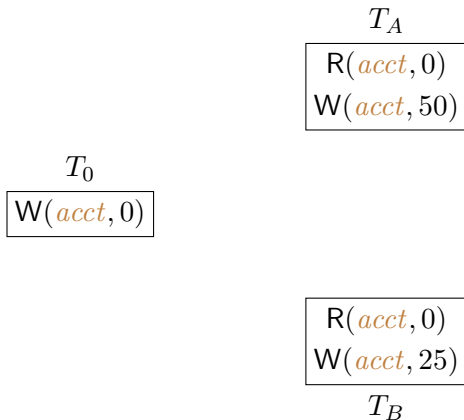 T_A
R(acct, 0)
W(acct, 50)
T_0
W(acct, 0)
R(acct, 0)
W(acct, 25)
T_B